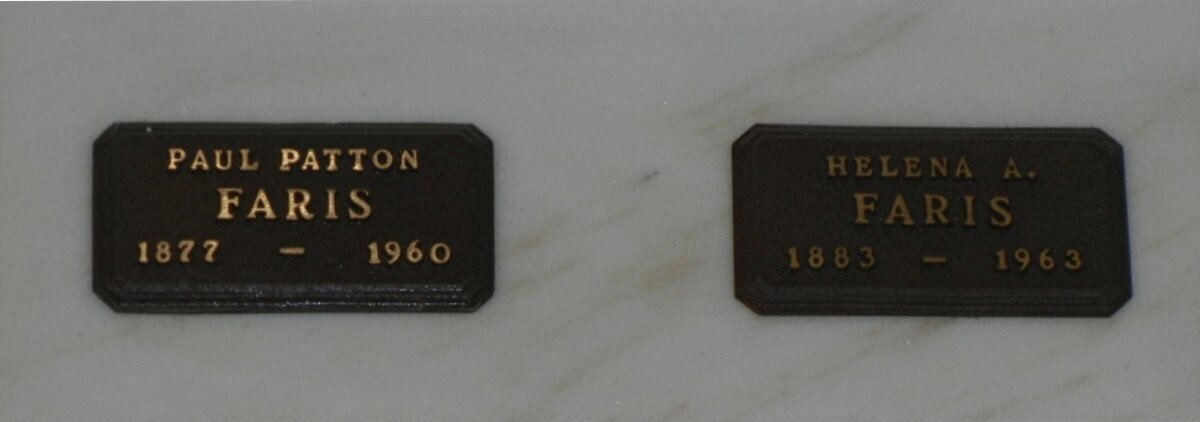 PAUL PATTON
FARIS
1877 — 1960
HELENA A.
FARIS
1883 — 1963